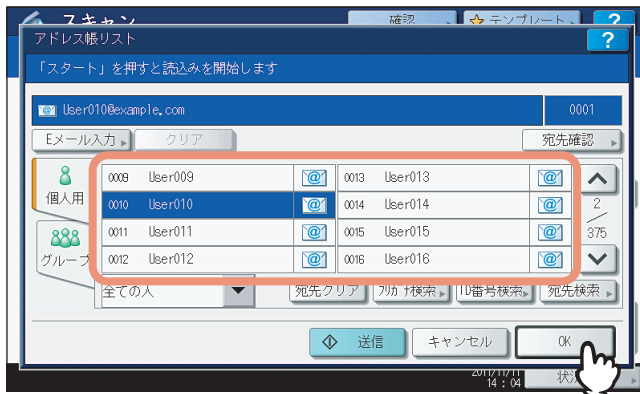 スキャン 確認 テンプレート ?
アドレス帳リスト ?
「スタート」を押すと読込みを開始します
User010@example.com 0001
Eメール入力 クリア 宛先確認
個人用
グループ
0009 User009 0013 User013
0010 User010 0014 User014
0011 User011 0015 User015
0012 User012 0016 User016
2
375
全ての人 宛先クリア フリガナ検索 ID番号検索 宛先検索
送信 キャンセル OK
2011/11/11
14:04